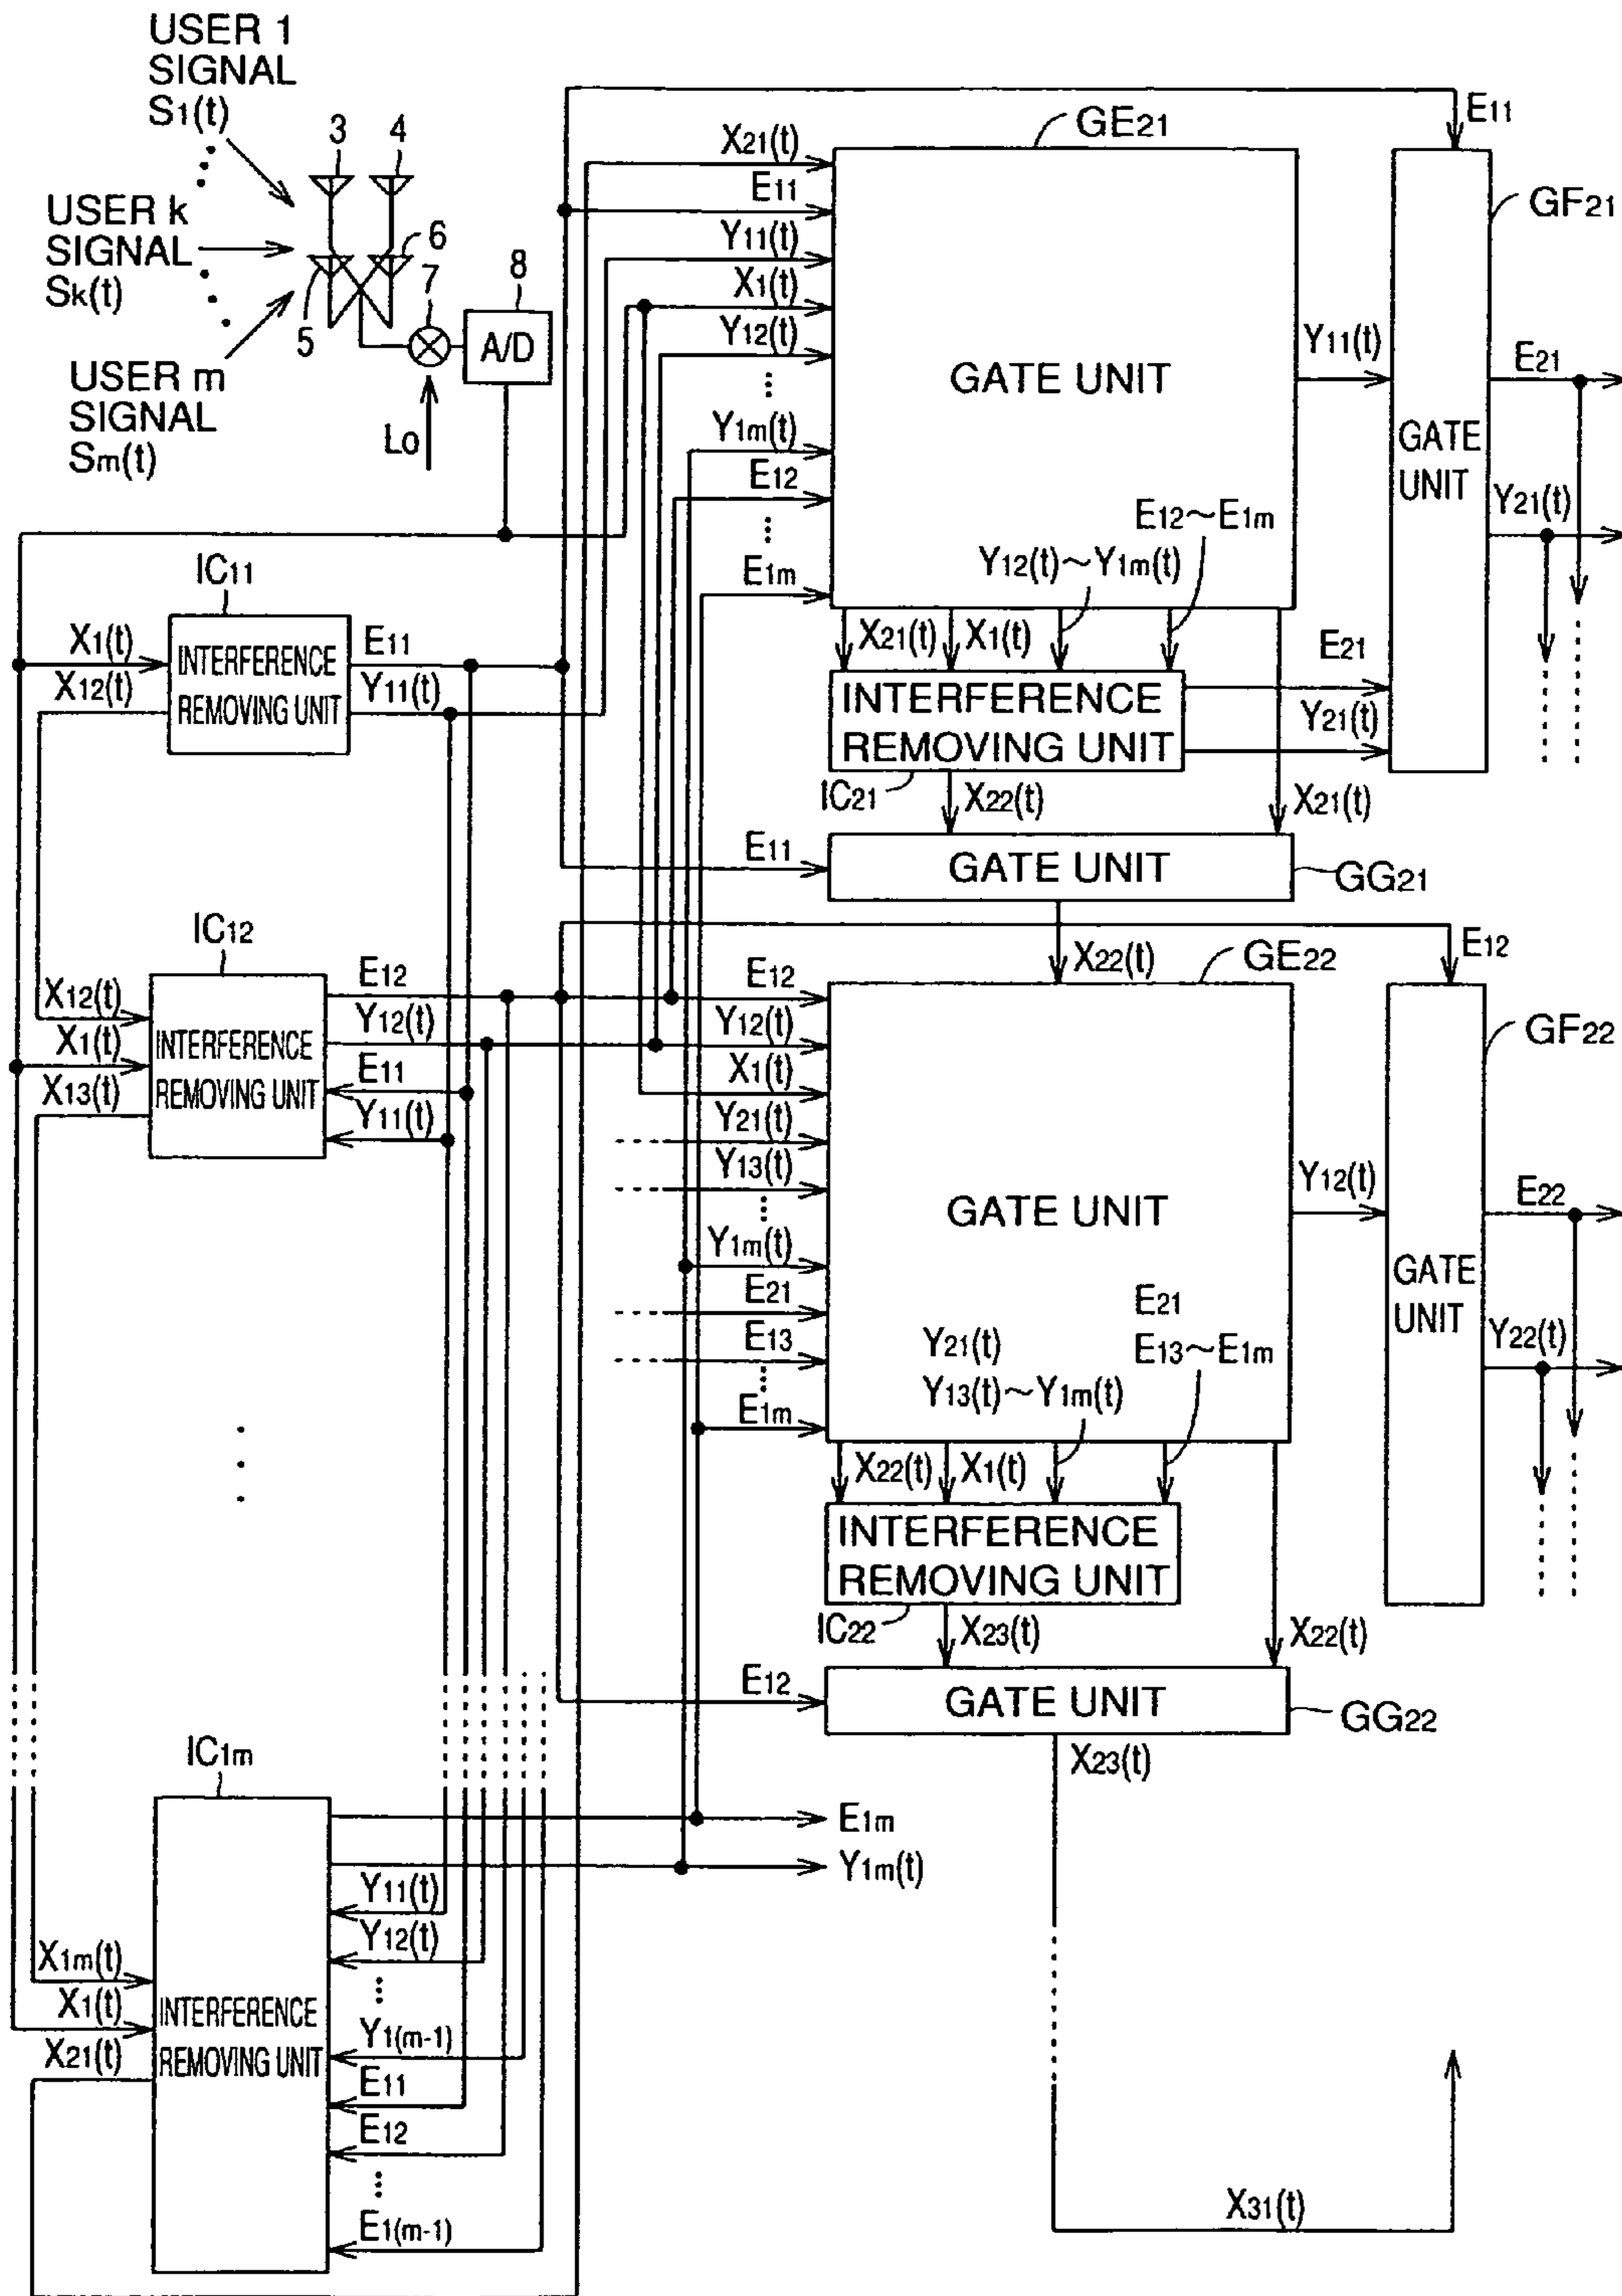 USER 1
SIGNAL
S1(t)
USER k
SIGNAL
Sk(t)
USER m
SIGNAL
Sm(t)
3
4
5
6
7
8
A/D
Lo
X21(t)
E11
Y11(t)
X1(t)
Y12(t)
Y1m(t)
E12
E1m
GE21
GATE UNIT
E12~E1m
Y12(t)~Y1m(t)
Y11(t)
E11
GF21
GATE
UNIT
E21
Y21(t)
X21(t)
X1(t)
INTERFERENCE
REMOVING UNIT
E21
Y21(t)
IC21
X22(t)
X21(t)
E11
GATE UNIT
GG21
IC11
X1(t)
X12(t)
INTERFERENCE
REMOVING UNIT
E11
Y11(t)
IC12
X12(t)
X1(t)
X13(t)
INTERFERENCE
REMOVING UNIT
E12
Y12(t)
E11
Y11(t)
X22(t)
GE22
E12
Y12(t)
X1(t)
Y21(t)
Y13(t)
Y1m(t)
E21
E13
E1m
GATE UNIT
E21
E13~E1m
Y21(t)
Y13(t)~Y1m(t)
Y12(t)
E12
GF22
GATE
UNIT
E22
Y22(t)
X22(t)
X1(t)
INTERFERENCE
REMOVING UNIT
IC22
X23(t)
X22(t)
E12
GATE UNIT
GG22
X23(t)
IC1m
E1m
Y1m(t)
X1m(t)
X1(t)
X21(t)
INTERFERENCE
REMOVING UNIT
Y11(t)
Y12(t)
Y1(m-1)
E11
E12
E1(m-1)
X31(t)